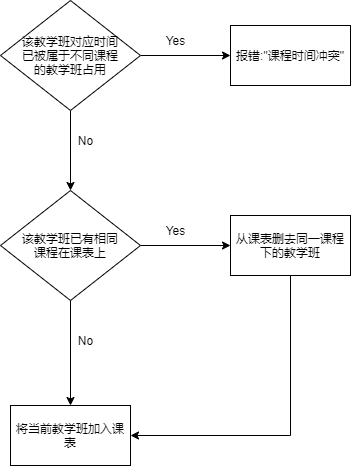 该教学班对应时间
已被属于不同课程
的教学班占用
Yes
报错:"课程时间冲突"
No
该教学班已有相同
课程在课表上
Yes
从课表删去同一课程
下的教学班
No
将当前教学班加入课
表